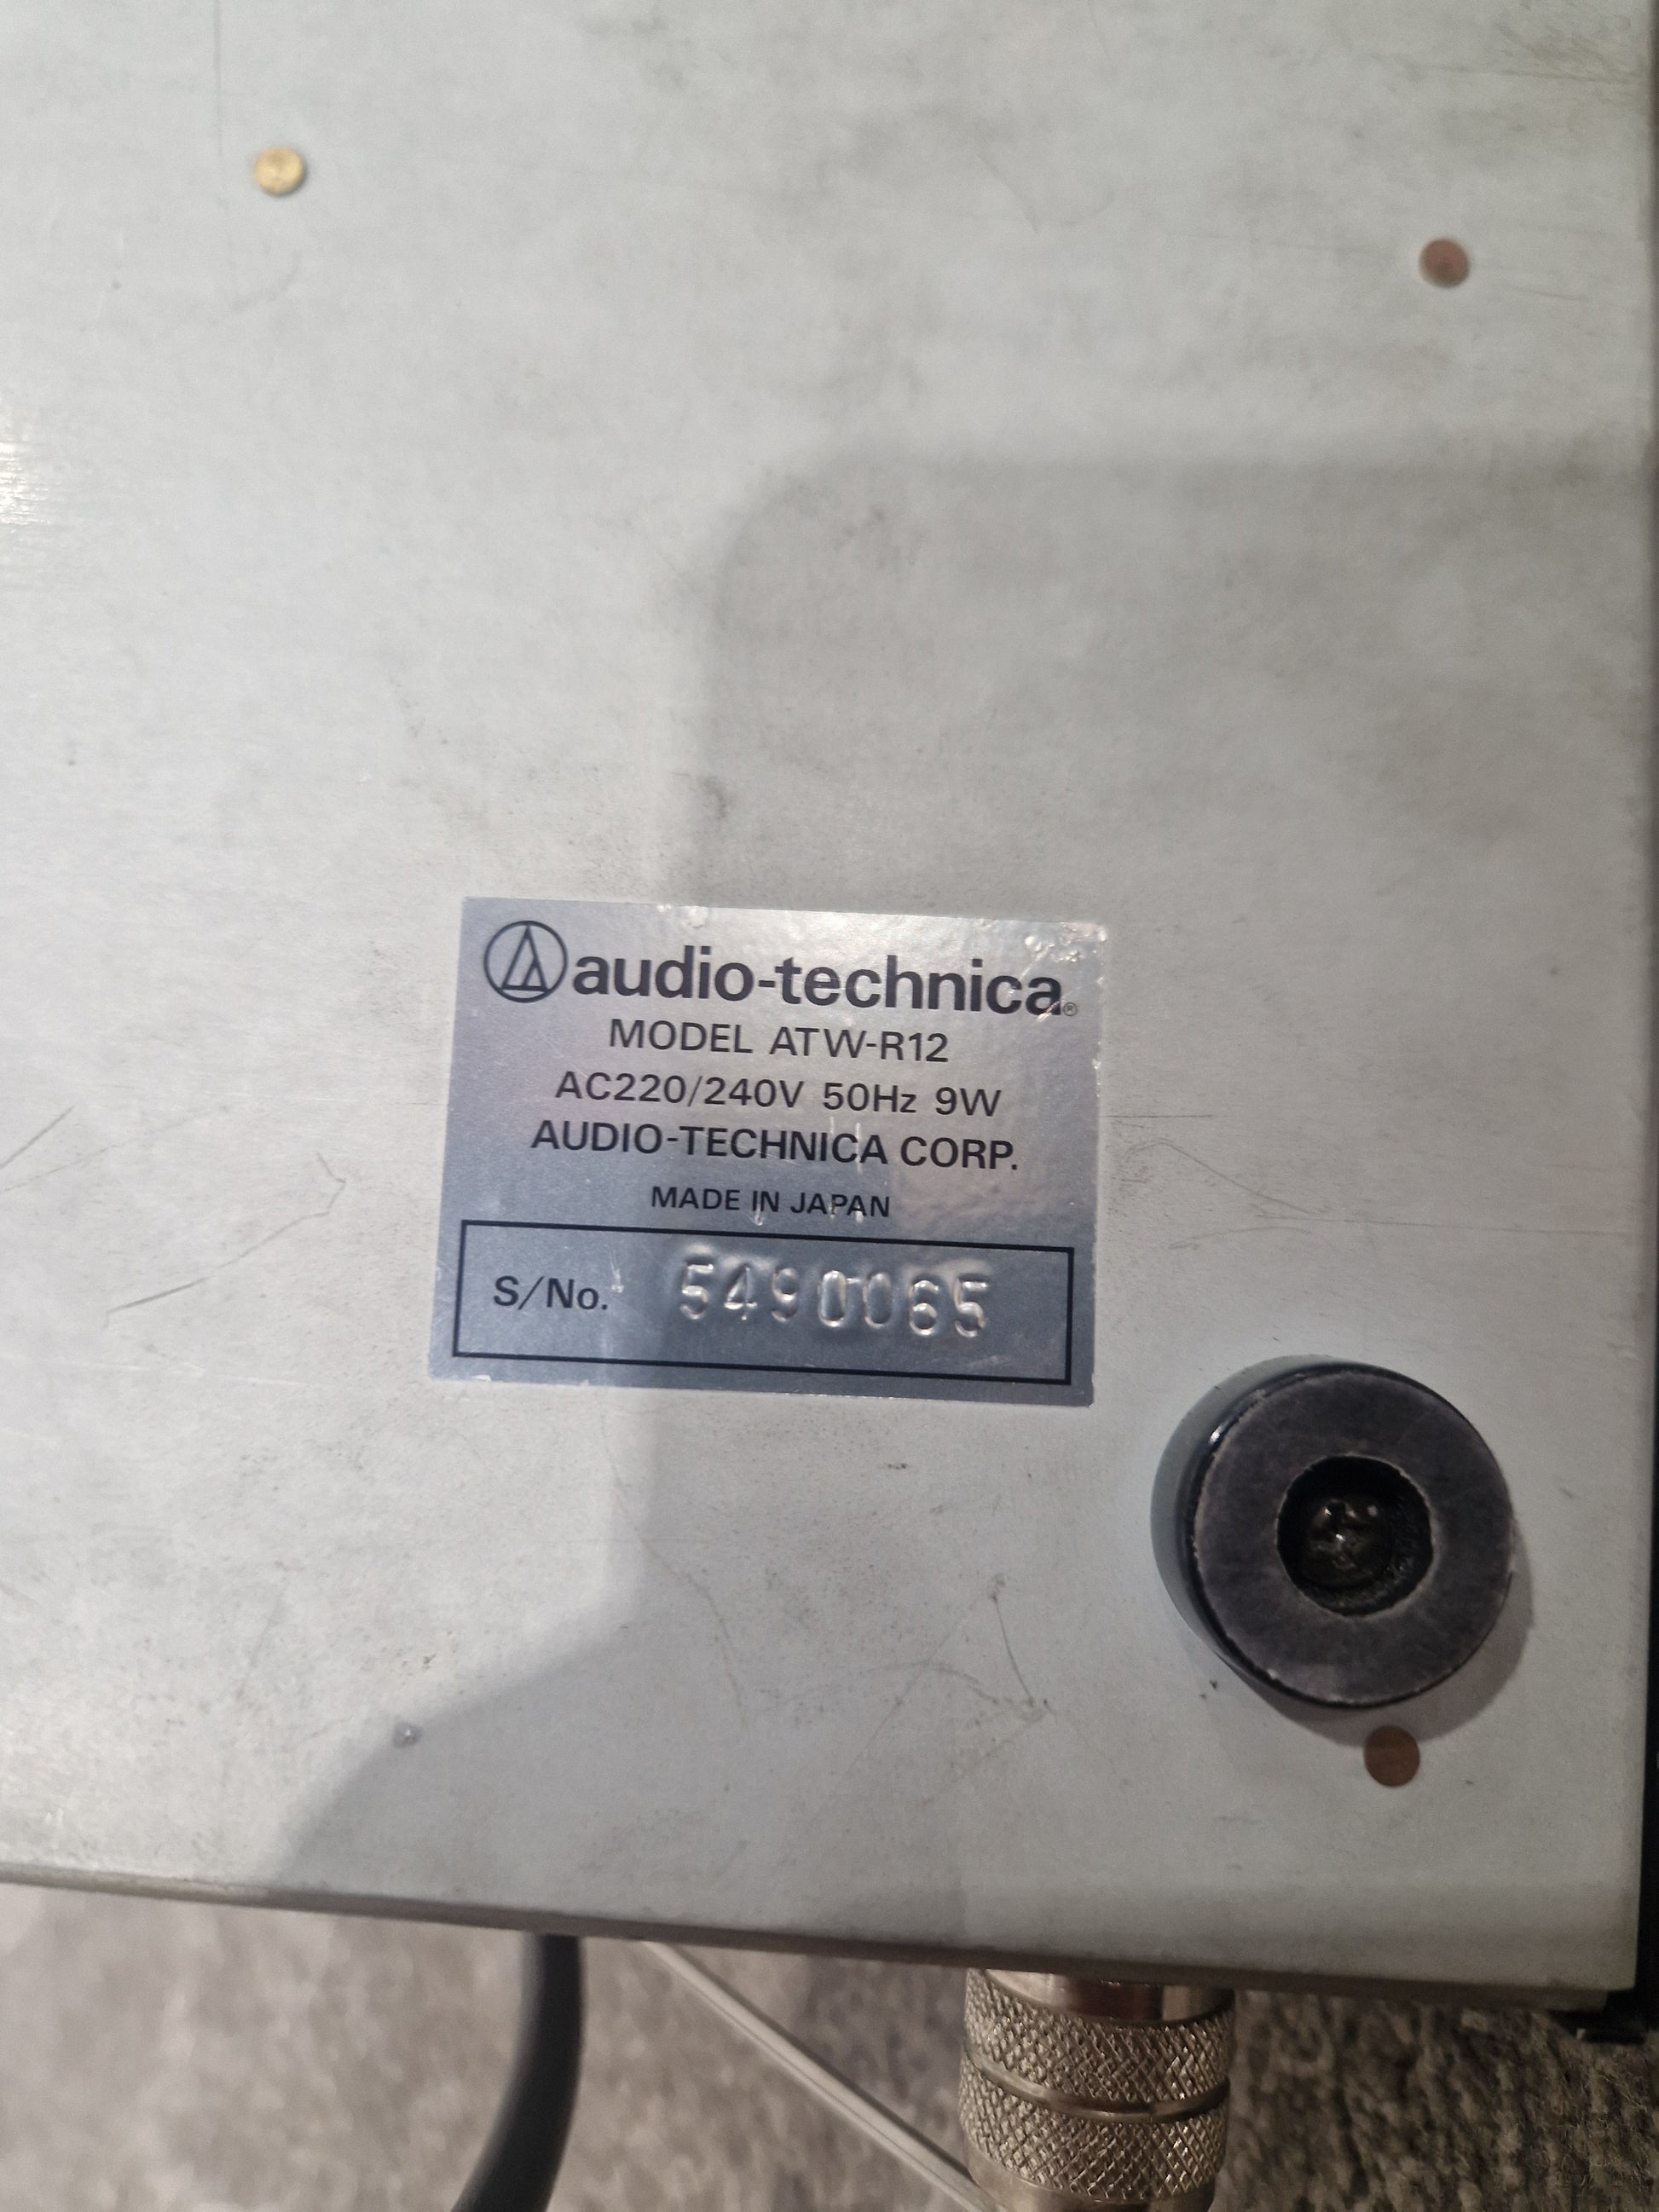 audio-technica®
MODEL ATW-R12
AC220/240V 50Hz 9W
AUDIO-TECHNICA CORP.
MADE IN JAPAN
S/No. 5490065